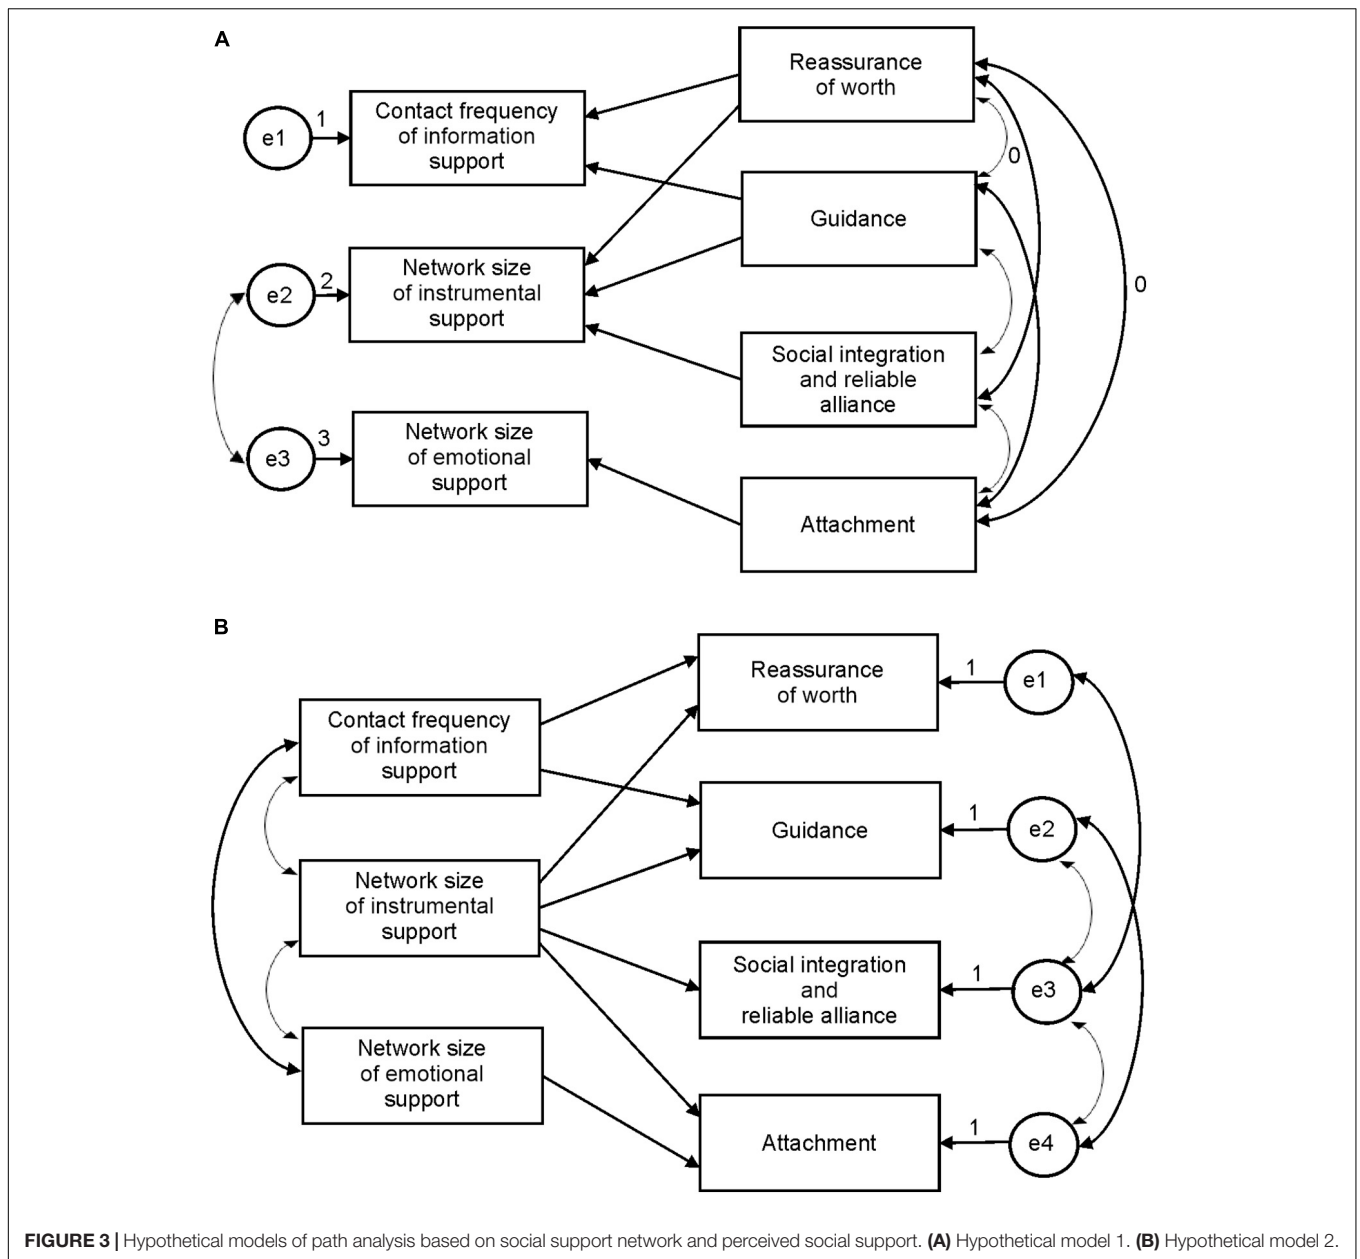 A
Reassurance
of worth
Contact frequency
of information
support
e1
1
0
Guidance
Network size
of instrumental
support
e2
2
0
Social integration
and reliable
alliance
Network size
of emotional
support
e3
3
Attachment
B
Reassurance
of worth
1
e1
Contact frequency
of information
support
Guidance
1
e2
Network size
of instrumental
support
Social integration
and
reliable alliance
1
e3
Network size
of emotional
support
Attachment
1
e4
FIGURE 3 | Hypothetical models of path analysis based on social support network and perceived social support. (A) Hypothetical model 1. (B) Hypothetical model 2.